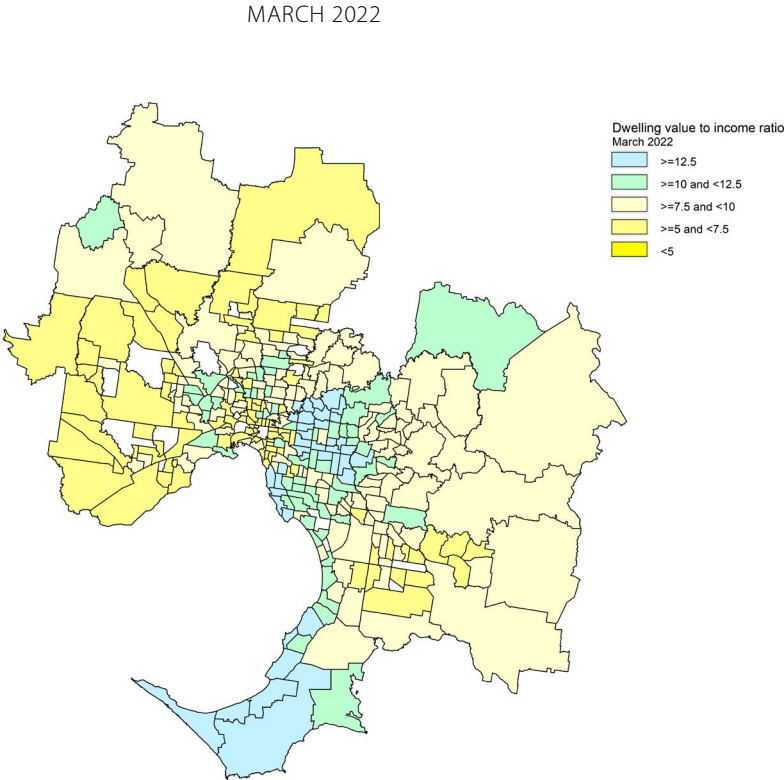 MARCH 2022
Dwelling value to income ratio
March 2022
>=12.5
>=10 and <12.5
>=7.5 and <10
>=5 and <7.5
<5